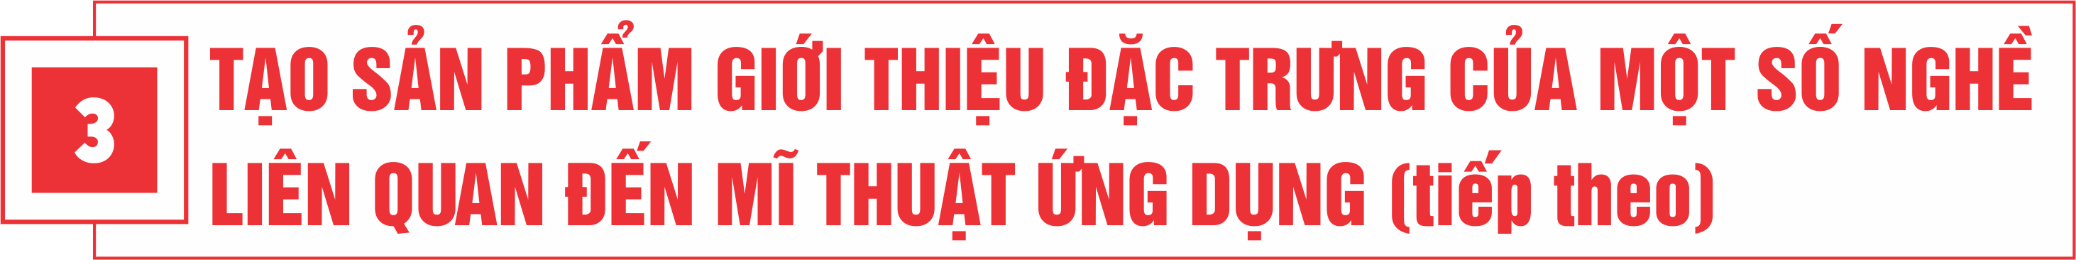 3
TẠO SẢN PHẨM GIỚI THIỆU ĐẶC TRƯNG CỦA MỘT SỐ NGHỀ
LIÊN QUAN ĐẾN MĨ THUẬT ỨNG DỤNG (tiếp theo)